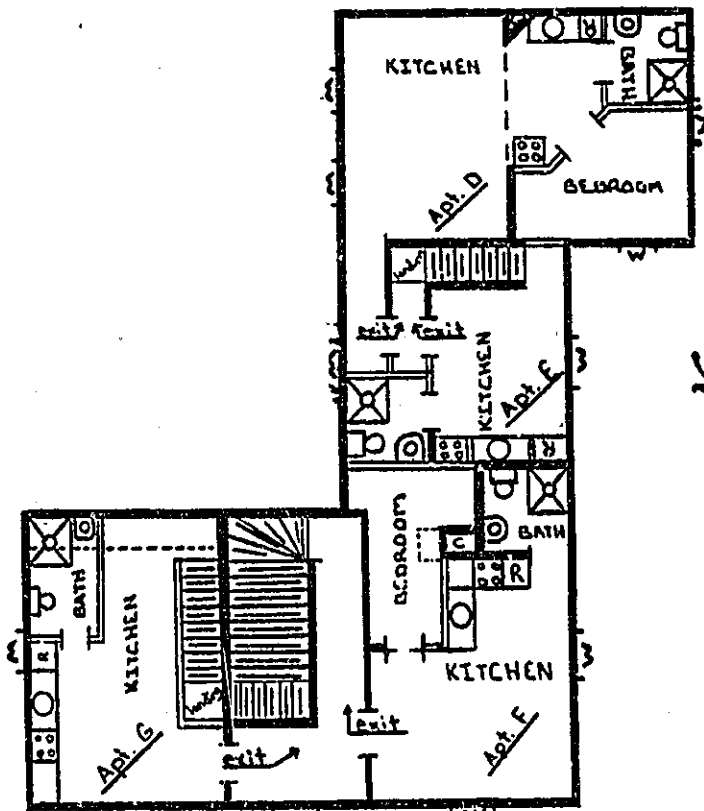 KITCHEN
R
BATH
W
W
W
BEDROOM
Apt. D
W
exit
exit
KITCHEN
W
Apt. E
W
R
BEDROOM
C
BATH
R
BATH
KITCHEN
W
R
KITCHEN
W
exit
exit
Apt. G
Apt. F